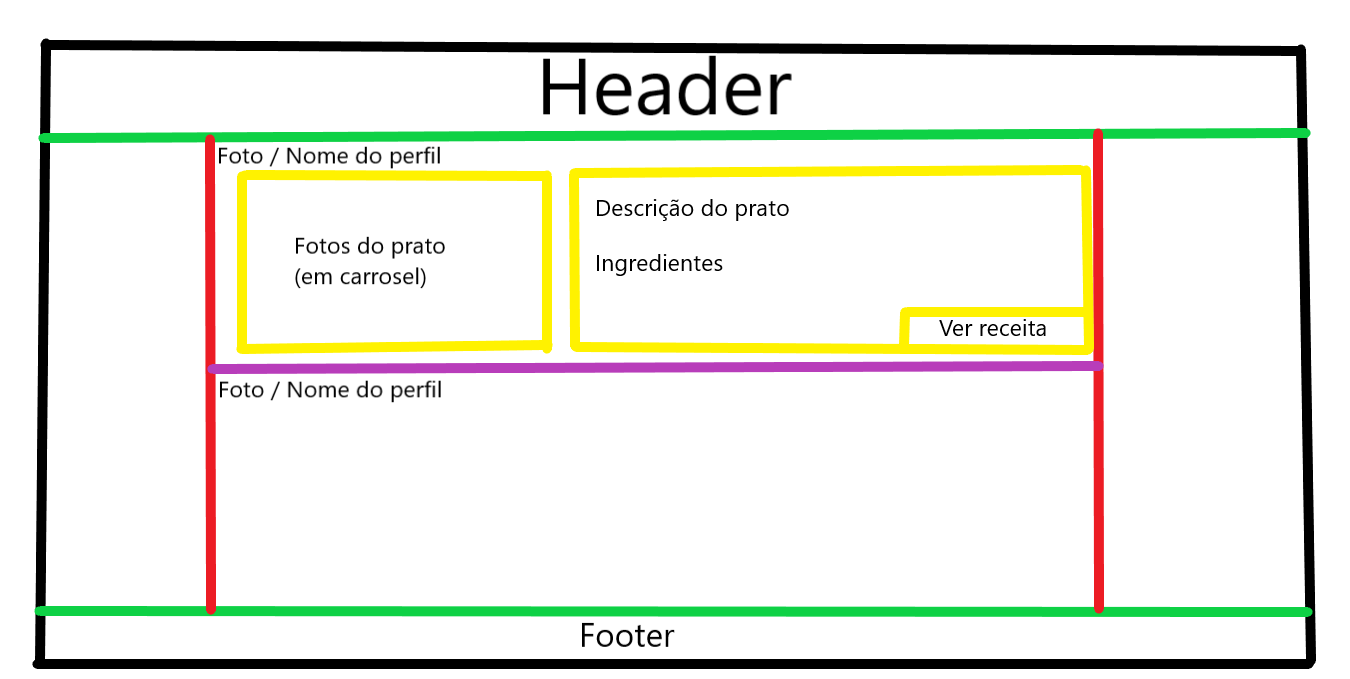 Header
Foto / Nome do perfil
Fotos do prato
(em carrosel)
Descrição do prato
Ingredientes
Ver receita
Foto / Nome do perfil
Footer